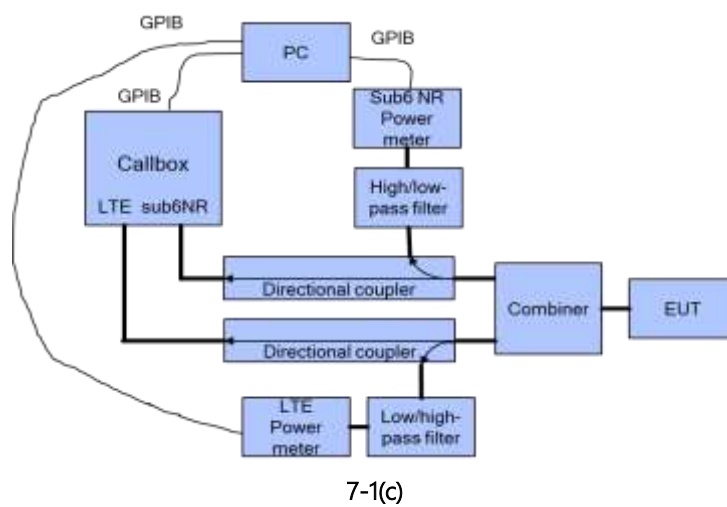 GPIB
GPIB
PC
GPIB
Sub6 NR
Power
meter
Callbox
LTE sub6NR
High/low-
pass filter
Directional coupler
Combiner
EUT
Directional coupler
LTE
Power
meter
Low/high-
pass filter
7-1(c)